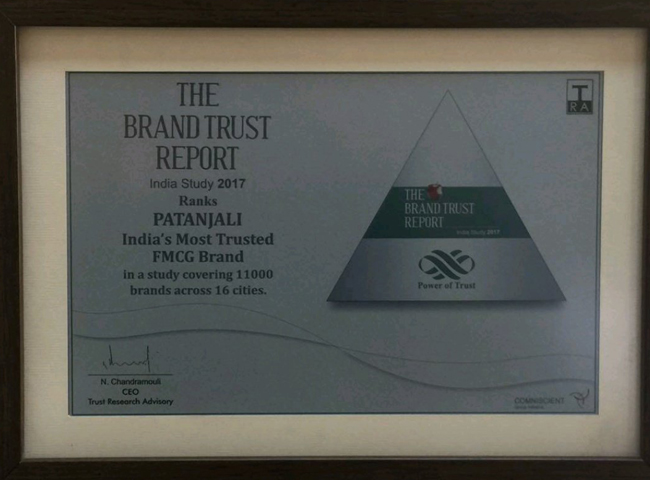 THE
BRAND TRUST
REPORT
India Study 2017
Ranks
PATANJALI
India's Most Trusted
FMCG Brand
in a study covering 11000
brands across 16 cities.
N. Chandramouli
CEO
Trust Research Advisory
TRA
THE
BRAND TRUST
REPORT
India Study 2017
Power of Trust
COMNISCIENT